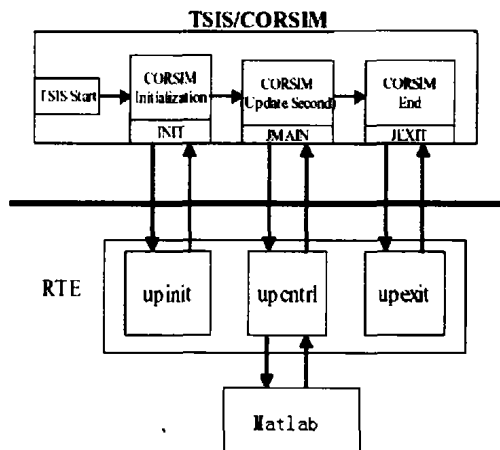 TSIS/CORSIM
TSIS Start
CORSIM
Initialization
INIT
CORSIM
(Update Second)
JMAIN
CORSIM
End
JEXIT
RTE
upinit
upcntrl
upexit
Matlab